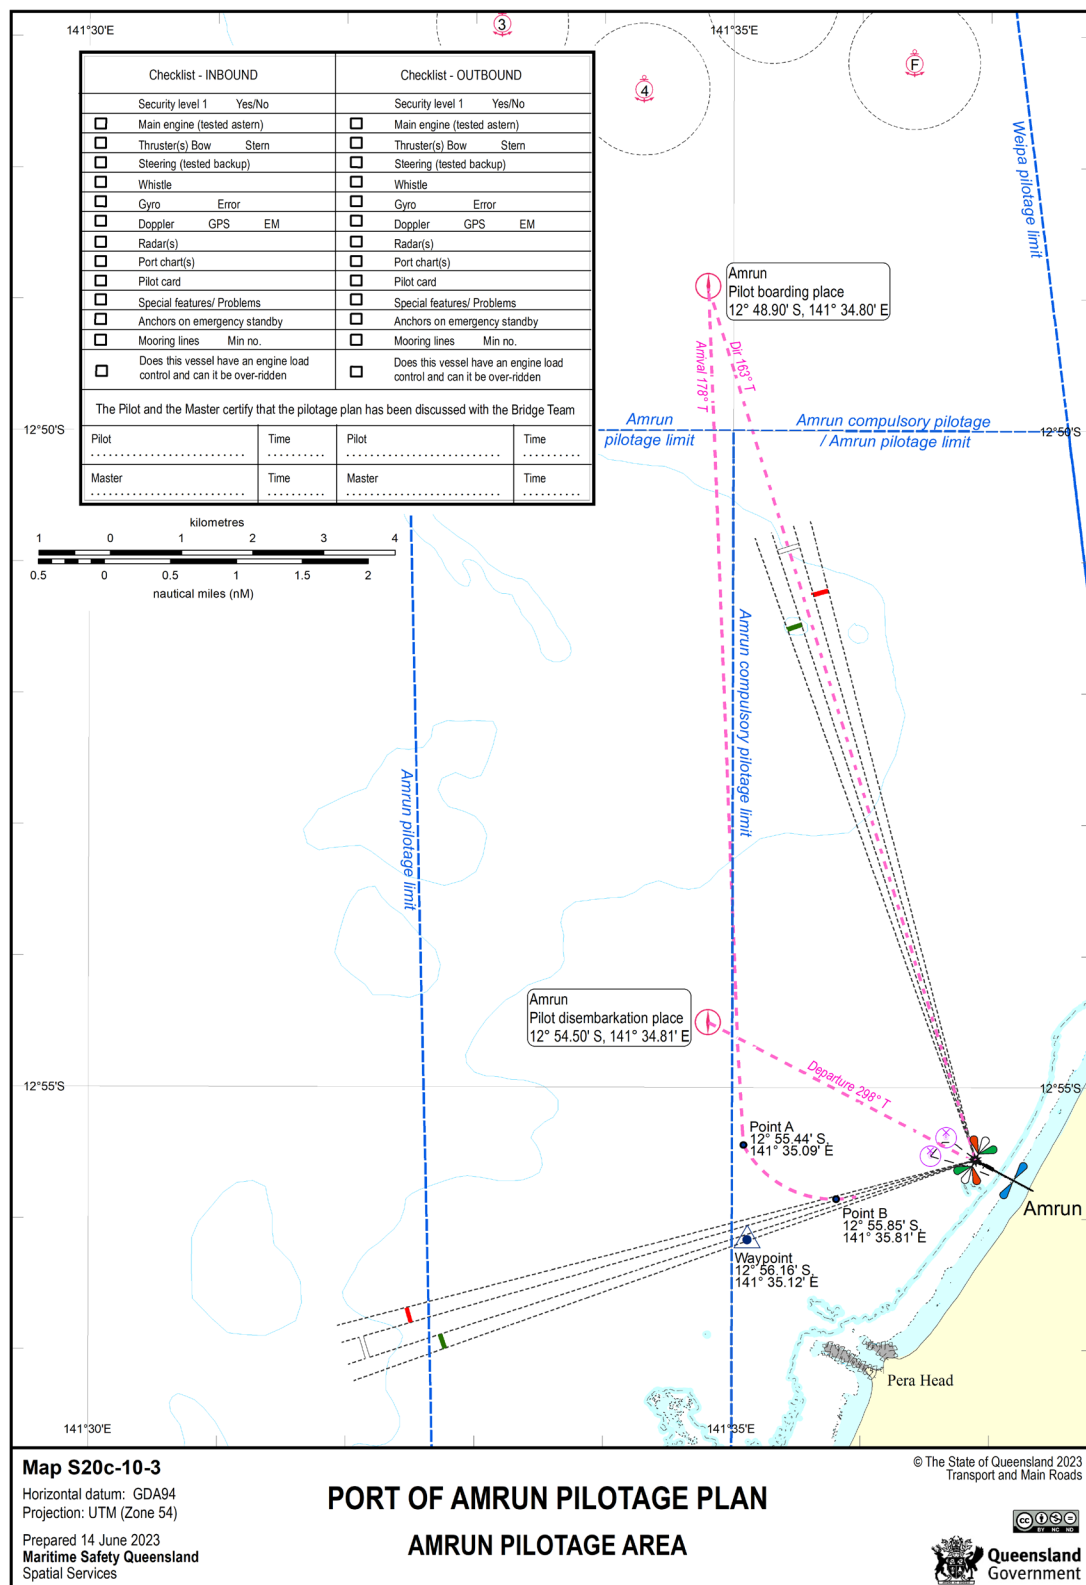 141°30'E
141°35'E
3
4
F
Checklist - INBOUND
Checklist - OUTBOUND
Security level 1 Yes/No
Security level 1 Yes/No
Main engine (tested astern)
Main engine (tested astern)
Thruster(s) Bow Stern
Thruster(s) Bow Stern
Steering (tested backup)
Steering (tested backup)
Whistle
Whistle
Gyro Error
Gyro Error
Doppler GPS EM
Doppler GPS EM
Radar(s)
Radar(s)
Port chart(s)
Port chart(s)
Pilot card
Pilot card
Special features/ Problems
Special features/ Problems
Anchors on emergency standby
Anchors on emergency standby
Mooring lines Min no.
Mooring lines Min no.
Does this vessel have an engine load
control and can it be over-ridden
Does this vessel have an engine load
control and can it be over-ridden
The Pilot and the Master certify that the pilotage plan has been discussed with the Bridge Team
Pilot Time Pilot Time
Master Time Master Time
Weipa pilotage limit
Amrun
Pilot boarding place
12° 48.90' S, 141° 34.80' E
Arrival 178° T
Dir 163° T
12°50'S
Amrun
pilotage limit
Amrun compulsory pilotage
/ Amrun pilotage limit
12°50'S
kilometres
1 0 1 2 3 4
0.5 0 0.5 1 1.5 2
nautical miles (nM)
Amrun compulsory pilotage limit
Amrun pilotage limit
Amrun
Pilot disembarkation place
12° 54.50' S, 141° 34.81' E
Departure 298° T
12°55'S
12°55'S
Point A
12° 55.44' S,
141° 35.09' E
Point B
12° 55.85' S,
141° 35.81' E
Amrun
Waypoint
12° 56.16' S,
141° 35.12' E
Pera Head
141°30'E
141°35'E
Map S20c-10-3
Horizontal datum: GDA94
Projection: UTM (Zone 54)
Prepared 14 June 2023
Maritime Safety Queensland
Spatial Services
PORT OF AMRUN PILOTAGE PLAN
AMRUN PILOTAGE AREA
© The State of Queensland 2023
Transport and Main Roads
CC BY NC ND
Queensland
Government